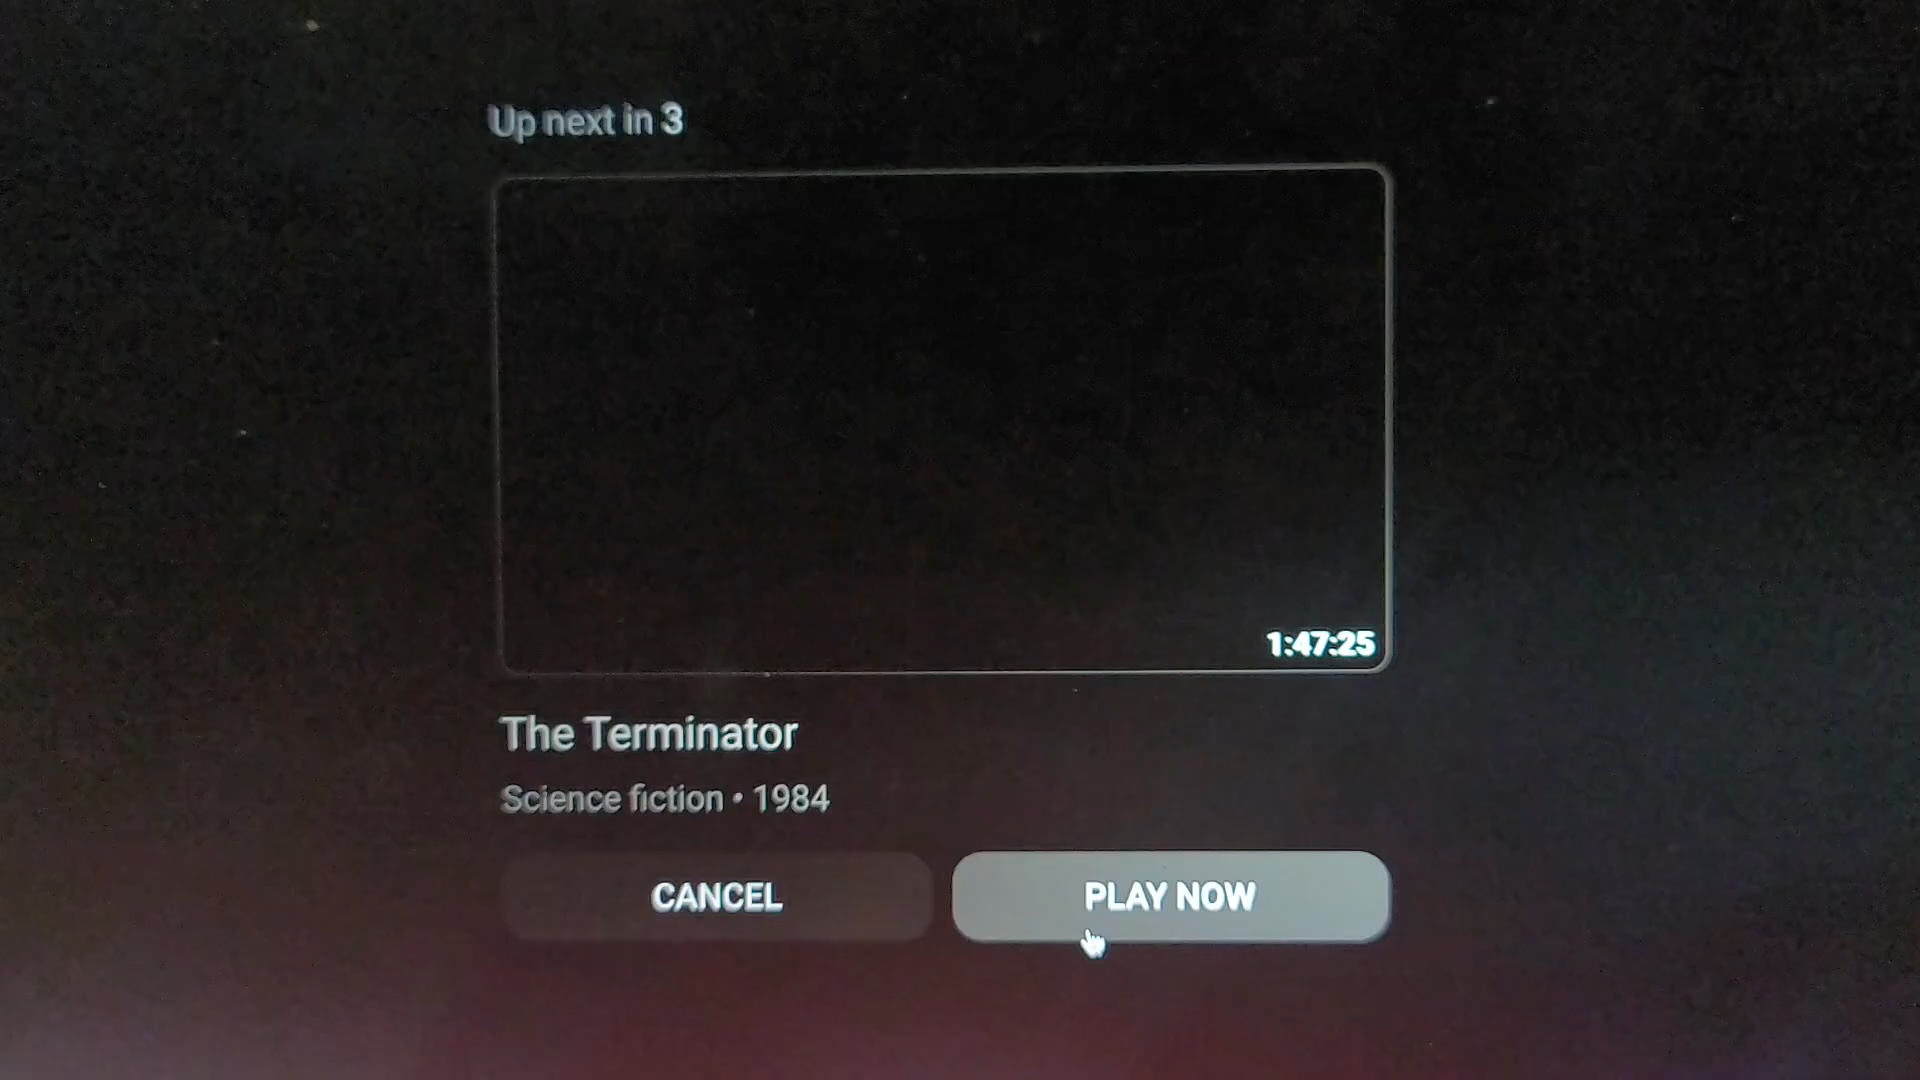 Up next in 3
1:47:25
The Terminator
Science fiction • 1984
CANCEL
PLAY NOW